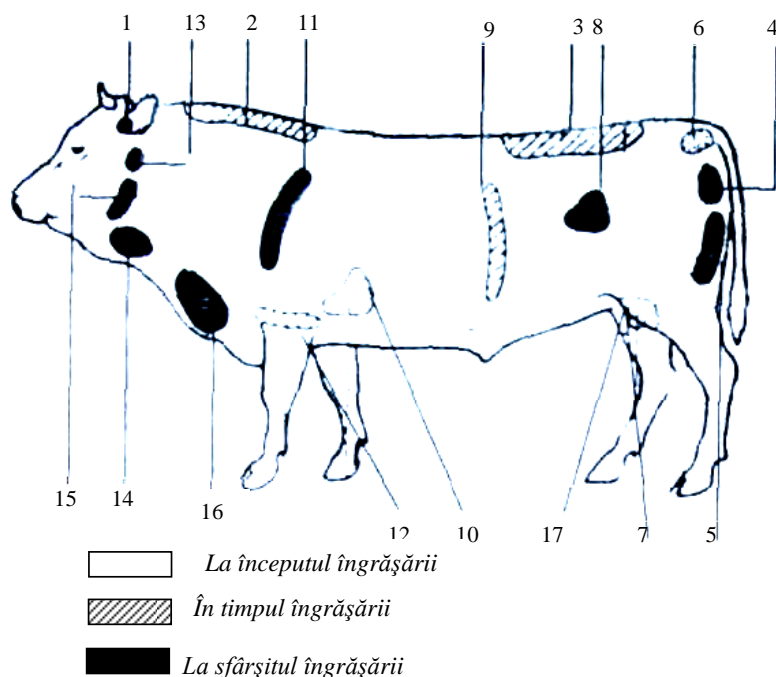 1 13 2 11 9 3 8 6 4
15 14 16 12 10 17 7 5
La începutul îngrăşării
În timpul îngrăşării
La sfârşitul îngrăşării